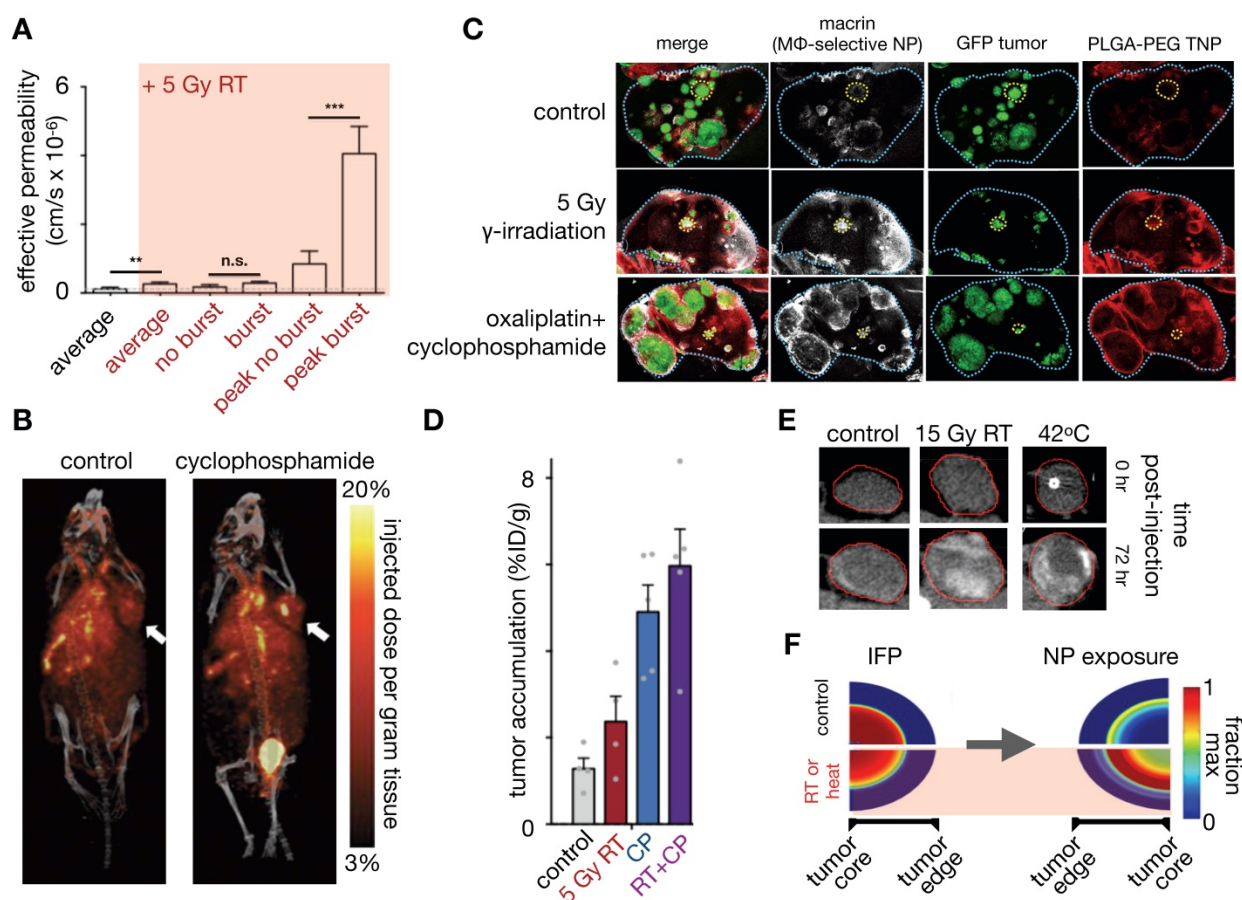 A
+ 5 Gy RT
effective permeability
(cm/s x 10-6)
6
0
**
n.s.
***
average
average
no burst
burst
peak no burst
peak burst
B
control
cyclophosphamide
20%
injected dose per gram tissue
3%
C
merge
macrin
(MΦ-selective NP)
GFP tumor
PLGA-PEG TNP
control
5 Gy
γ-irradiation
oxaliplatin+
cyclophosphamide
D
tumor accumulation (%ID/g)
8
0
control
5 Gy RT
CP
RT+CP
E
control
15 Gy RT
42ºC
0 hr
72 hr
time
post-injection
F
IFP
NP exposure
control
RT or
heat
1
0
fraction
max
tumor
core
tumor
edge
tumor
edge
tumor
core